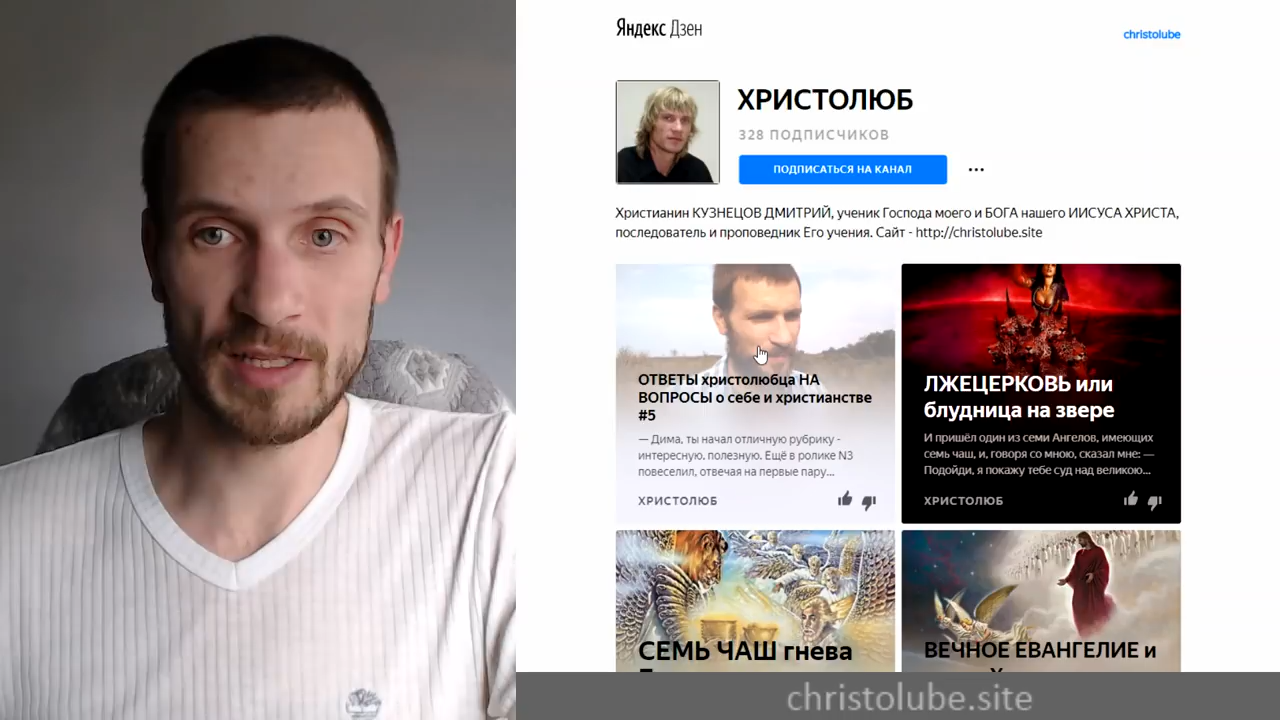 Яндекс Дзен
christolube
ХРИСТОЛЮБ
328 ПОДПИСЧИКОВ
ПОДПИСАТЬСЯ НА КАНАЛ
Христианин КУЗНЕЦОВ ДМИТРИЙ, ученик Господа моего и БОГА нашего ИИСУСА ХРИСТА,
последователь и проповедник Его учения. Сайт - http://christolube.site
ОТВЕТЫ христолюбца НА
ВОПРОСЫ о себе и христианстве
#5
— Дима, ты начал отличную рубрику -
интересную, полезную. Ещё в ролике N3
повеселил, отвечая на первые пару...
ХРИСТОЛЮБ
ЛЖЕЦЕРКОВЬ или
блудница на звере
И пришёл один из семи Ангелов, имеющих
семь чаш, и, говоря со мною, сказал мне: —
Подойди, я покажу тебе суд над великою...
ХРИСТОЛЮБ
СЕМЬ ЧАШ гнева
ВЕЧНОЕ ЕВАНГЕЛИЕ и
christolube.site